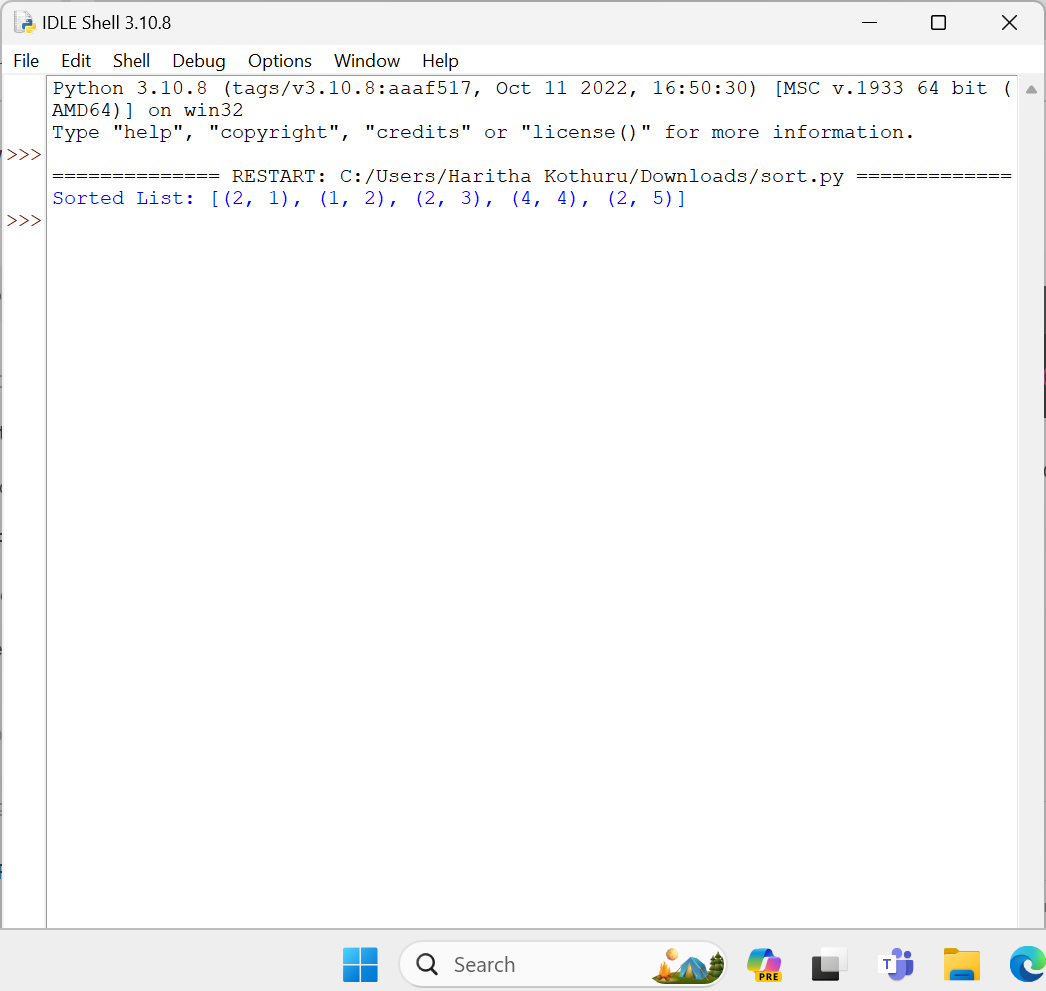 IDLE Shell 3.10.8
File Edit Shell Debug Options Window Help
Python 3.10.8 (tags/v3.10.8:aaaf517, Oct 11 2022, 16:50:30) [MSC v.1933 64 bit (
AMD64)] on win32
Type "help", "copyright", "credits" or "license()" for more information.
>>>
============== RESTART: C:/Users/Haritha Kothuru/Downloads/sort.py =============
Sorted List: [(2, 1), (1, 2), (2, 3), (4, 4), (2, 5)]
>>>
Search
PRE
T